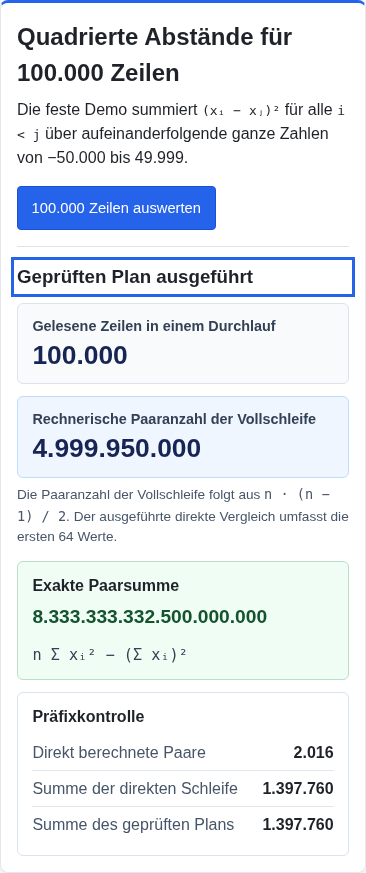 Quadrierte Abstände für
100.000 Zeilen
Die feste Demo summiert (xᵢ − xⱼ)² für alle i
< j über aufeinanderfolgende ganze Zahlen
von −50.000 bis 49.999.
100.000 Zeilen auswerten
Geprüften Plan ausgeführt
Gelesene Zeilen in einem Durchlauf
100.000
Rechnerische Paaranzahl der Vollschleife
4.999.950.000
Die Paaranzahl der Vollschleife folgt aus n · (n −
1) / 2. Der ausgeführte direkte Vergleich umfasst die
ersten 64 Werte.
Exakte Paarsumme
8.333.333.332.500.000.000
n Σ xᵢ² − (Σ xᵢ)²
Präfixkontrolle
Direkt berechnete Paare 2.016
Summe der direkten Schleife 1.397.760
Summe des geprüften Plans 1.397.760